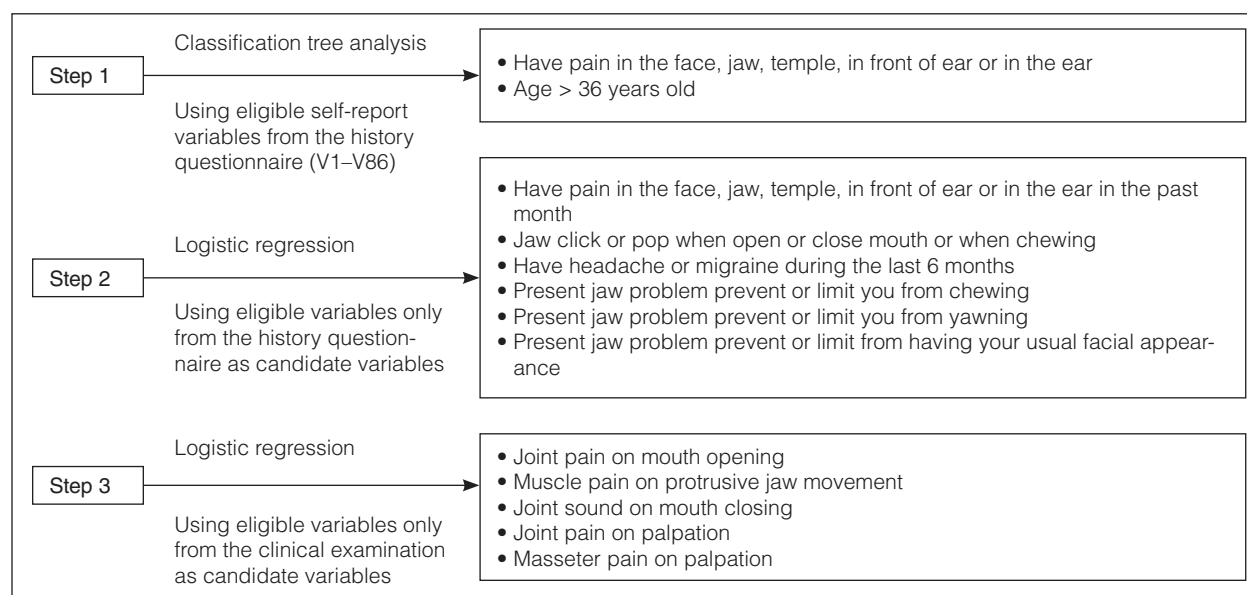 Step 1
Classification tree analysis
Using eligible self-report
variables from the history
questionnaire (V1–V86)
• Have pain in the face, jaw, temple, in front of ear or in the ear
• Age > 36 years old
Step 2
Logistic regression
Using eligible variables only
from the history question-
naire as candidate variables
• Have pain in the face, jaw, temple, in front of ear or in the ear in the past
month
• Jaw click or pop when open or close mouth or when chewing
• Have headache or migraine during the last 6 months
• Present jaw problem prevent or limit you from chewing
• Present jaw problem prevent or limit you from yawning
• Present jaw problem prevent or limit from having your usual facial appear-
ance
Step 3
Logistic regression
Using eligible variables only
from the clinical examination
as candidate variables
• Joint pain on mouth opening
• Muscle pain on protrusive jaw movement
• Joint sound on mouth closing
• Joint pain on palpation
• Masseter pain on palpation